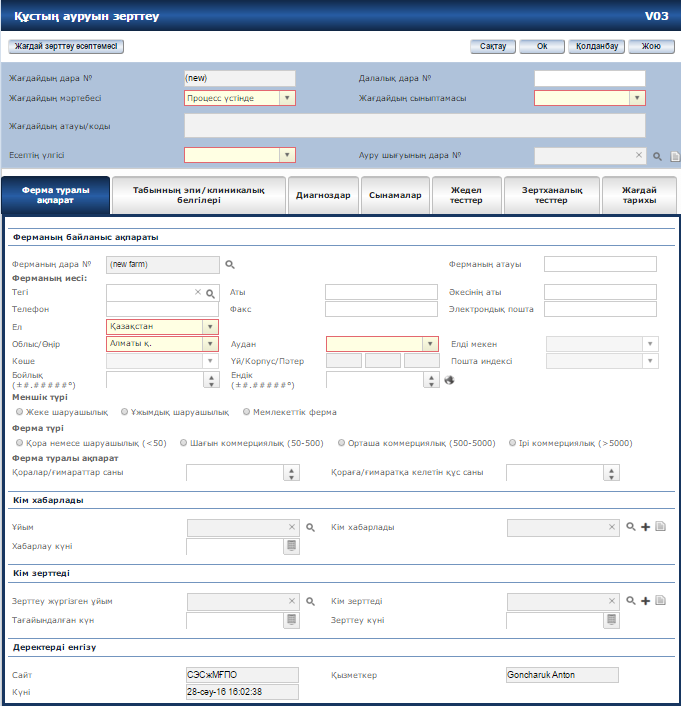 Құстың ауруын зерттеу V03
Жағдай зерттеу есептемесі Сақтау Ok Қолданбау Жою
Жағдайдың дара № (new) Далалық дара №
Жағдайдың мәртебесі Процесс үстінде Жағдайдың сыныптамасы
Жағдайдың атауы/коды
Есептің үлгісі Ауру шығуының дара №
Ферма туралы ақпарат Табынның эпи/клиникалық белгілері Диагноздар Сынамалар Жедел тесттер Зертханалық тесттер Жағдай тарихы
Ферманың байланыс ақпараты
Ферманың дара № (new farm) Ферманың атауы
Ферманың иесі:
Тегі Аты Әкесінің аты
Телефон Факс Электрондық пошта
Ел Қазақстан
Облыс/Өңір Алматы қ. Аудан Елді мекен
Көше Үй/Корпус/Пәтер Пошта индексі
Бойлық (±#.#####°) Ендік (±#.#####°)
Меншік түрі
Жеке шаруашылық Ұжымдық шаруашылық Мемлекеттік ферма
Ферма түрі
Қора немесе шаруашылық (<50) Шағын коммерциялық (50-500) Орташа коммерциялық (500-5000) Ірі коммерциялық (>5000)
Ферма туралы ақпарат
Қоралар/ғимараттар саны Қораға/ғимаратқа келетін құс саны
Кім хабарлады
Ұйым Кім хабарлады
Хабарлау күні
Кім зерттеді
Зерттеу жүргізген ұйым Кім зерттеді
Тағайындалған күн Зерттеу күні
Деректерді енгізу
Сайт СЭСжМҒПО Қызметкер Goncharuk Anton
Күні 28-сәу-16 16:02:38